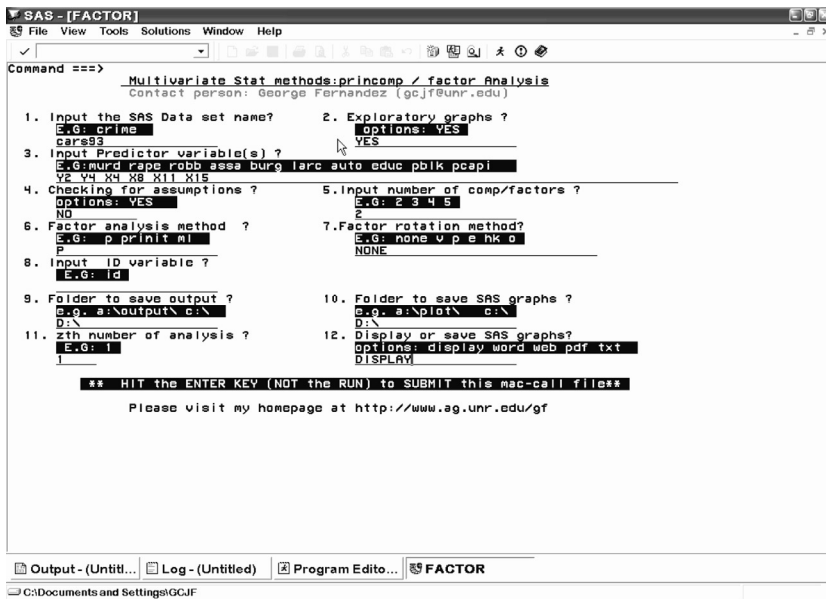 SAS - [FACTOR]
File View Tools Solutions Window Help
Command ===>
Multivariate Stat methods:princomp / factor Analysis
Contact person: George Fernandez (gcjf@unr.edu)
1. Input the SAS Data set name? 2. Exploratory graphs ?
E.G: crime options: YES
cars93 YES
3. Input Predictor variable(s) ?
E.G:murd rape robb assa burg larc auto educ pblk pcapi
Y2 Y4 X4 X8 X11 X15
4. Checking for assumptions ? 5.Input number of comp/factors ?
options: YES E.G: 2 3 4 5
NO 2
6. Factor analysis method ? 7.Factor rotation method?
E.G: p prinit ml E.G: none v p e hk o
P NONE
8. Input ID variable ?
E.G: id
9. Folder to save output ? 10. Folder to save SAS graphs ?
e.g. a:\output\ c:\ e.g. a:\plot\ c:\
D:\ D:\
11. zth number of analysis ? 12. Display or save SAS graphs?
E.G: 1 options: display word web pdf txt
1 DISPLAY
** HIT the ENTER KEY (NOT the RUN) to SUBMIT this mac-call file**
Please visit my homepage at http://www.ag.unr.edu/gf
Output - (Untitl... Log - (Untitled) Program Edito... FACTOR
C:\Documents and Settings\GCJF